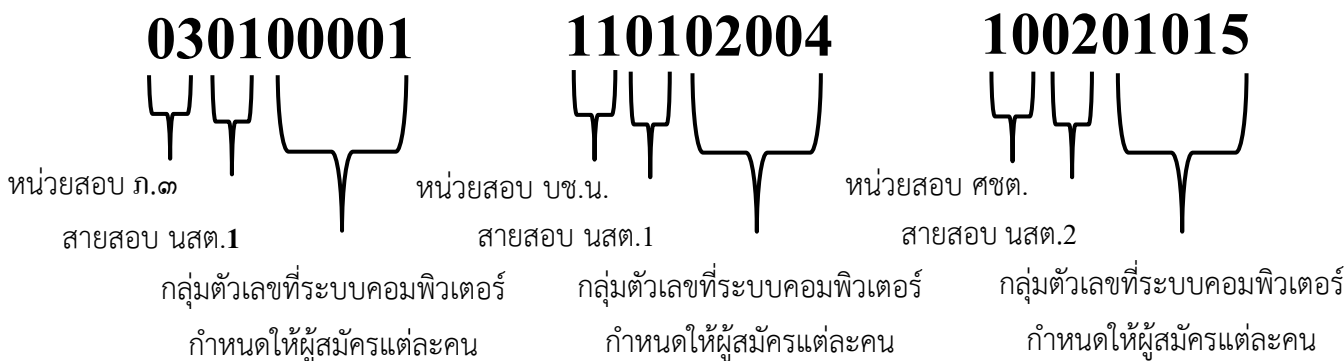 030100001
หน่วยสอบ ภ.๓
สายสอบ นสต.1
กลุ่มตัวเลขที่ระบบคอมพิวเตอร์
กำหนดให้ผู้สมัครแต่ละคน
110102004
หน่วยสอบ บช.น.
สายสอบ นสต.1
กลุ่มตัวเลขที่ระบบคอมพิวเตอร์
กำหนดให้ผู้สมัครแต่ละคน
100201015
หน่วยสอบ ศชต.
สายสอบ นสต.2
กลุ่มตัวเลขที่ระบบคอมพิวเตอร์
กำหนดให้ผู้สมัครแต่ละคน